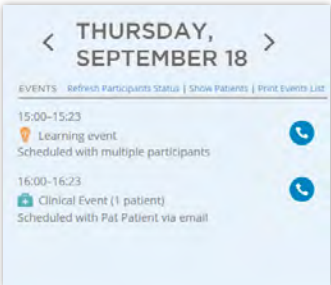 THURSDAY,
SEPTEMBER 18
EVENTS Refresh Participants Status | Show Patients | Print Events List
15:00–15:23
Learning event
Scheduled with multiple participants
16:00–16:23
Clinical Event (1 patient)
Scheduled with Pat Patient via email